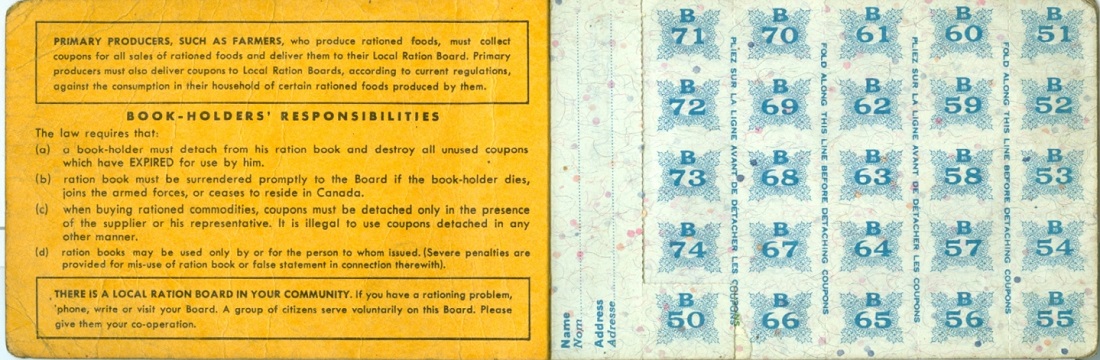 PRIMARY PRODUCERS, SUCH AS FARMERS, who produce rationed foods, must collect
coupons for all sales of rationed foods and deliver them to their Local Ration Board. Primary
producers must also deliver coupons to Local Ration Boards, according to current regulations,
against the consumption in their household of certain rationed foods produced by them.
BOOK-HOLDERS' RESPONSIBILITIES
The law requires that:
(a) a book-holder must detach from his ration book and destroy all unused coupons
which have EXPIRED for use by him.
(b) ration book must be surrendered promptly to the Board if the book-holder dies,
joins the armed forces, or ceases to reside in Canada.
(c) when buying rationed commodities, coupons must be detached only in the presence
of the supplier or his representative. It is illegal to use coupons detached in any
other manner.
(d) ration books may be used only by or for the person to whom issued. (Severe penalties are
provided for mis-use of ration book or false statement in connection therewith).
THERE IS A LOCAL RATION BOARD IN YOUR COMMUNITY. If you have a rationing problem,
'phone, write or visit your Board. A group of citizens serve voluntarily on this Board. Please
give them your co-operation.
Name
Nom
Address
Adresse
B 71
B 70
B 61
B 60
B 51
B 72
B 69
B 62
B 59
B 52
B 73
B 68
B 63
B 58
B 53
B 74
B 67
B 64
B 57
B 54
B 50
B 66
B 65
B 56
B 55
PLIEZ SUR LA LIGNE AVANT DE DÉTACHER LES COUPONS
FOLD ALONG THIS LINE BEFORE DETACHING COUPONS
PLIEZ SUR LA LIGNE AVANT DE DÉTACHER LES COUPONS
FOLD ALONG THIS LINE BEFORE DETACHING COUPONS